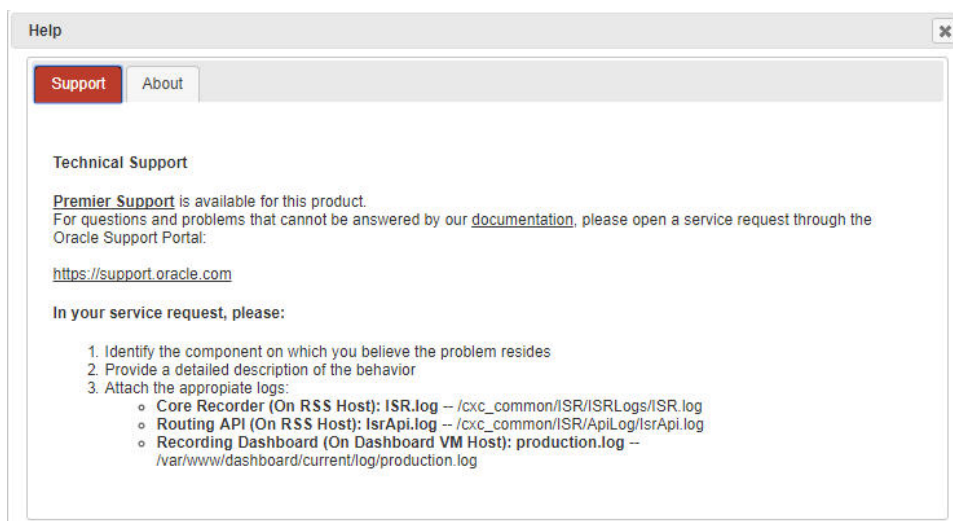 Help
Support About
Technical Support
Premier Support is available for this product.
For questions and problems that cannot be answered by our documentation, please open a service request through the
Oracle Support Portal:
https://support.oracle.com
In your service request, please:
1. Identify the component on which you believe the problem resides
2. Provide a detailed description of the behavior
3. Attach the appropiate logs:
Core Recorder (On RSS Host): ISR.log -- /cxc_common/ISR/ISRLogs/ISR.log
Routing API (On RSS Host): IsrApi.log -- /cxc_common/ISR/ApiLog/IsrApi.log
Recording Dashboard (On Dashboard VM Host): production.log --
/var/www/dashboard/current/log/production.log